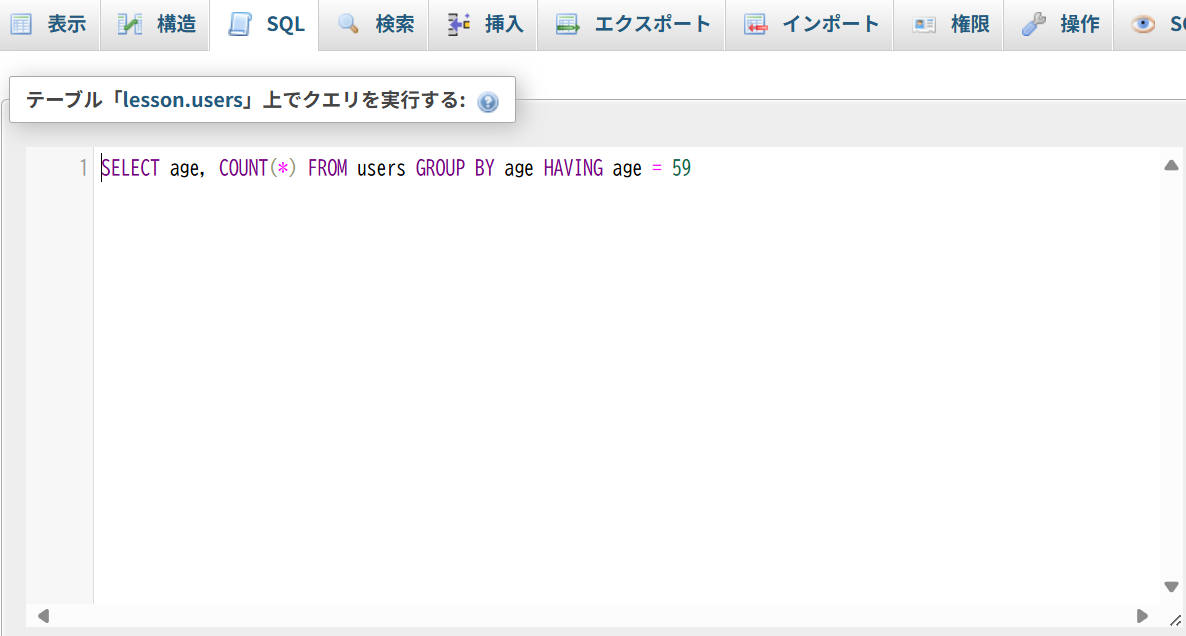 表示 構造 SQL 検索 挿入 エクスポート インポート 権限 操作
テーブル「lesson.users」上でクエリを実行する:
1 SELECT age, COUNT(*) FROM users GROUP BY age HAVING age = 59